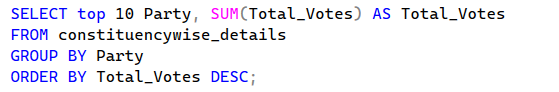 SELECT top 10 Party, SUM(Total_Votes) AS Total_Votes
FROM constituencywise_details
GROUP BY Party
ORDER BY Total_Votes DESC;